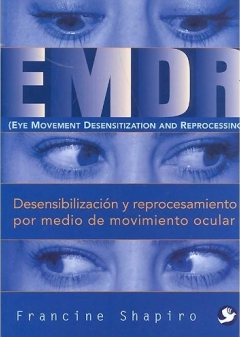 EMDR
(EYE MOVEMENT DESENSITIZATION AND REPROCESSING
Desensibilización y reprocesamiento
por medio de movimiento ocular
Francine Shapiro